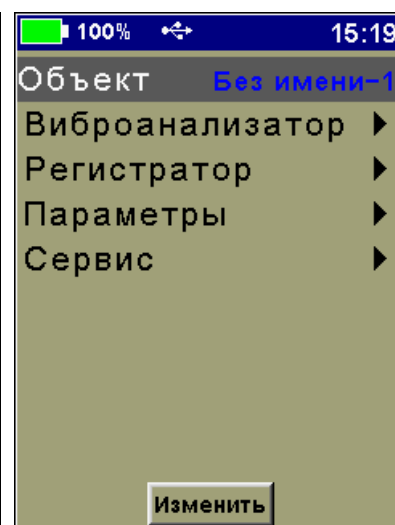 100% 15:19
Объект Без имени-1
Виброанализатор
Регистратор
Параметры
Сервис
Изменить